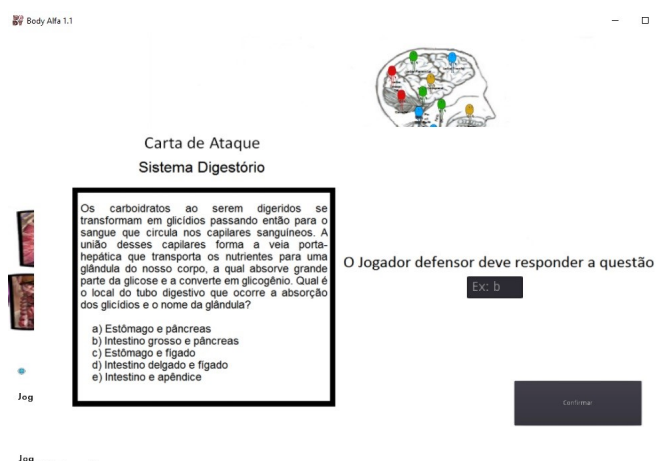 Body Alfa 1.1
Carta de Ataque
Sistema Digestório
Os carboidratos ao serem digeridos se
transformam em glicídios passando então para o
sangue que circula nos capilares sanguíneos. A
união desses capilares forma a veia porta-
hepática que transporta os nutrientes para uma
glândula do nosso corpo, a qual absorve grande
parte da glicose e a converte em glicogênio. Qual é
o local do tubo digestivo que ocorre a absorção
dos glicídios e o nome da glândula?
a) Estômago e pâncreas
b) Intestino grosso e pâncreas
c) Estômago e fígado
d) Intestino delgado e fígado
e) Intestino e apêndice
O Jogador defensor deve responder a questão
Ex: b
Confirmar
Jog
Jog